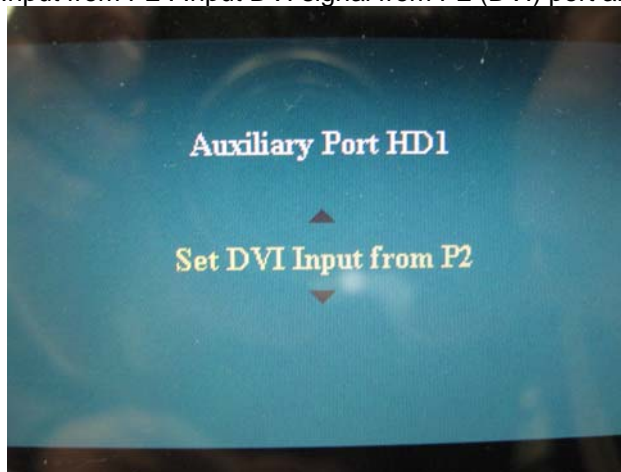 Input from P2 : Input DVI signal from P2 (DVI) port
Auxiliary Port HD1
Set DVI Input from P2